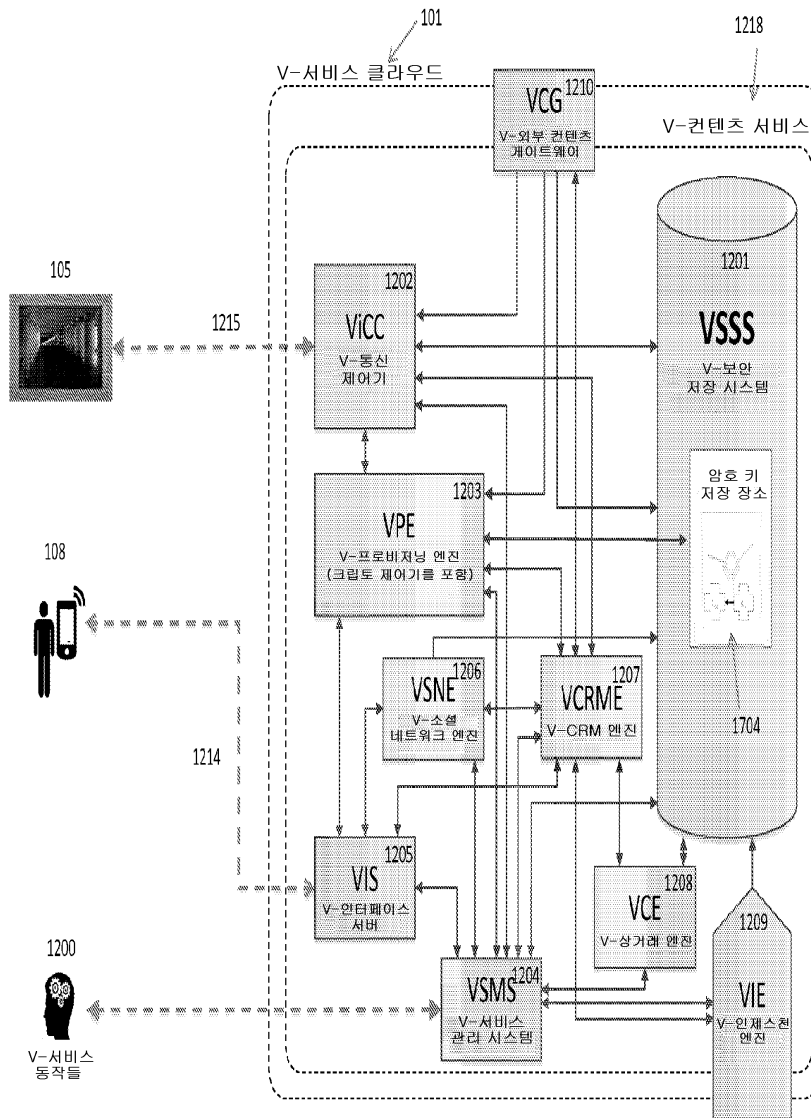 101
1218
V-서비스 클라우드
1210
VCG
V-외부 컨텐츠
게이트웨이
V-컨텐츠 서비스
105
1215
1202
ViCC
V-통신
제어기
1201
VSSS
V-보안
저장 시스템
암호 키
저장 장소
1203
VPE
V-프로비저닝 엔진
(크립토 제어기를 포함)
108
1206
VSNE
V-소셜
네트워크 엔진
1207
VCRME
V-CRM 엔진
1704
1214
1205
VIS
V-인터페이스
서버
1208
VCE
V-상거래 엔진
1209
VIE
V-인제스천
엔진
1200
V-서비스
동작들
1204
VSMS
V-서비스
관리 시스템